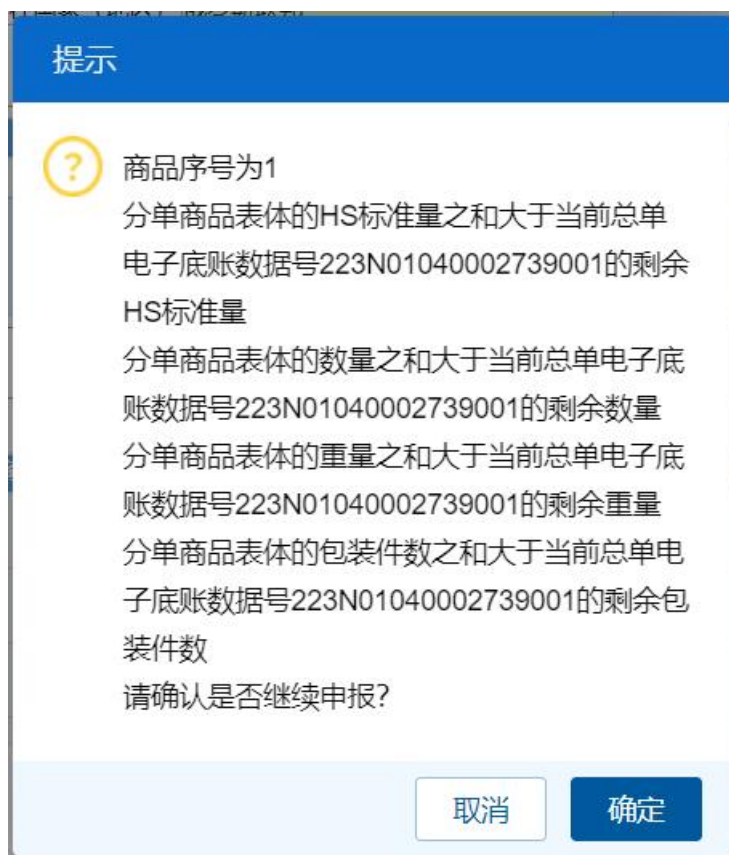 提示
商品序号为1
分单商品表体的HS标准量之和大于当前总单
电子底账数据号223N01040002739001的剩余
HS标准量
分单商品表体的数量之和大于当前总单电子底
账数据号223N01040002739001的剩余数量
分单商品表体的重量之和大于当前总单电子底
账数据号223N01040002739001的剩余重量
分单商品表体的包装件数之和大于当前总单电
子底账数据号223N01040002739001的剩余包
装件数
请确认是否继续申报?
取消
确定